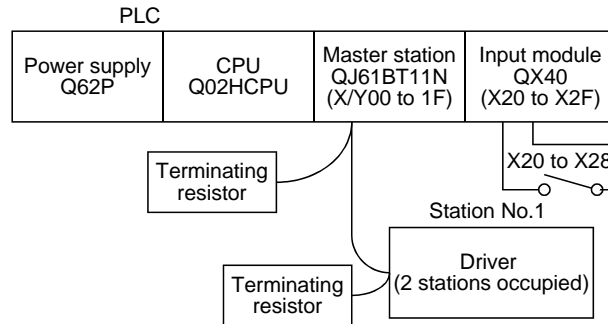 PLC
Power supply
Q62P
CPU
Q02HCPU
Master station
QJ61BT11N
(X/Y00 to 1F)
Input module
QX40
(X20 to X2F)
Terminating
resistor
X20 to X28
Station No.1
Driver
(2 stations occupied)
Terminating
resistor